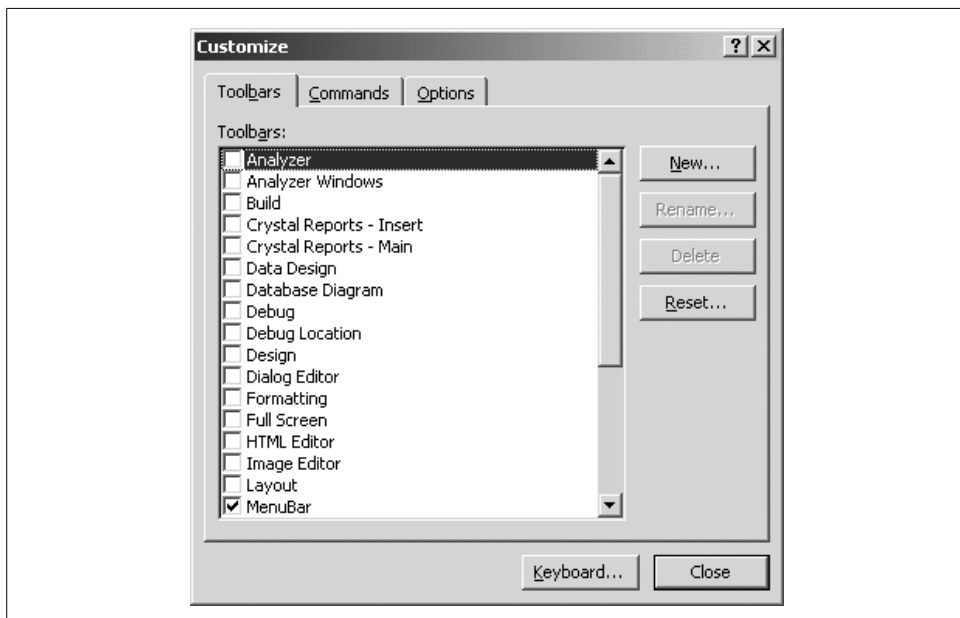 Customize
Toolbars Commands Options
Toolbars:
Analyzer
Analyzer Windows
Build
Crystal Reports - Insert
Crystal Reports - Main
Data Design
Database Diagram
Debug
Debug Location
Design
Dialog Editor
Formatting
Full Screen
HTML Editor
Image Editor
Layout
MenuBar
New...
Rename...
Delete
Reset...
Keyboard... Close